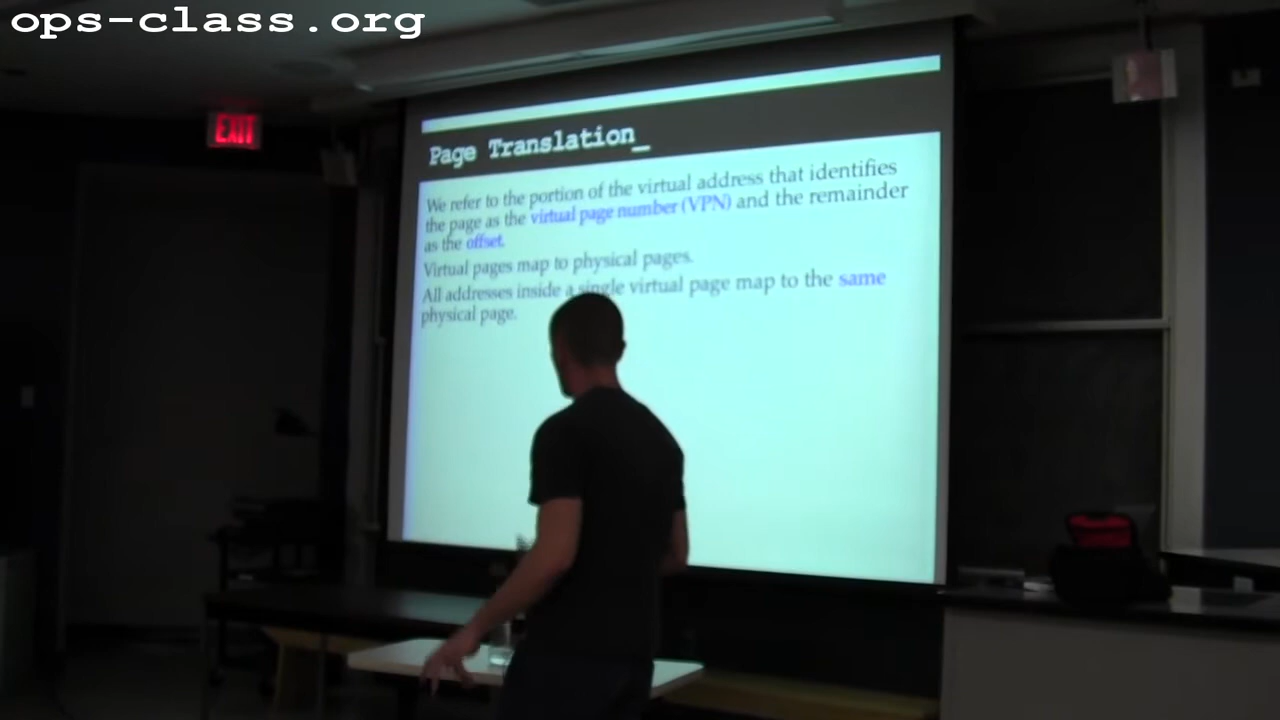 ops-class.org
EXIT
Page Translation_
We refer to the portion of the virtual address that identifies
the page as the virtual page number (VPN) and the remainder
as the offset.
Virtual pages map to physical pages.
All addresses inside a single virtual page map to the same
physical page.